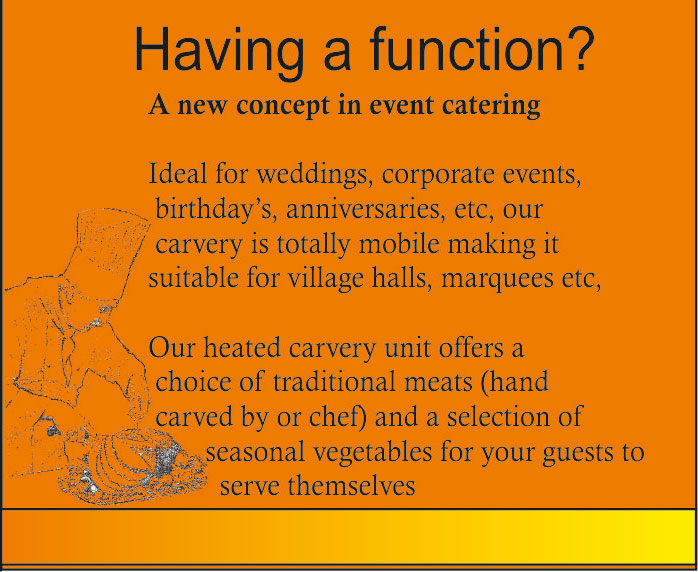 Having a function?
A new concept in event catering
Ideal for weddings, corporate events,
birthday's, anniversaries, etc, our
carvery is totally mobile making it
suitable for village halls, marquees etc,
Our heated carvery unit offers a
choice of traditional meats (hand
carved by or chef) and a selection of
seasonal vegetables for your guests to
serve themselves